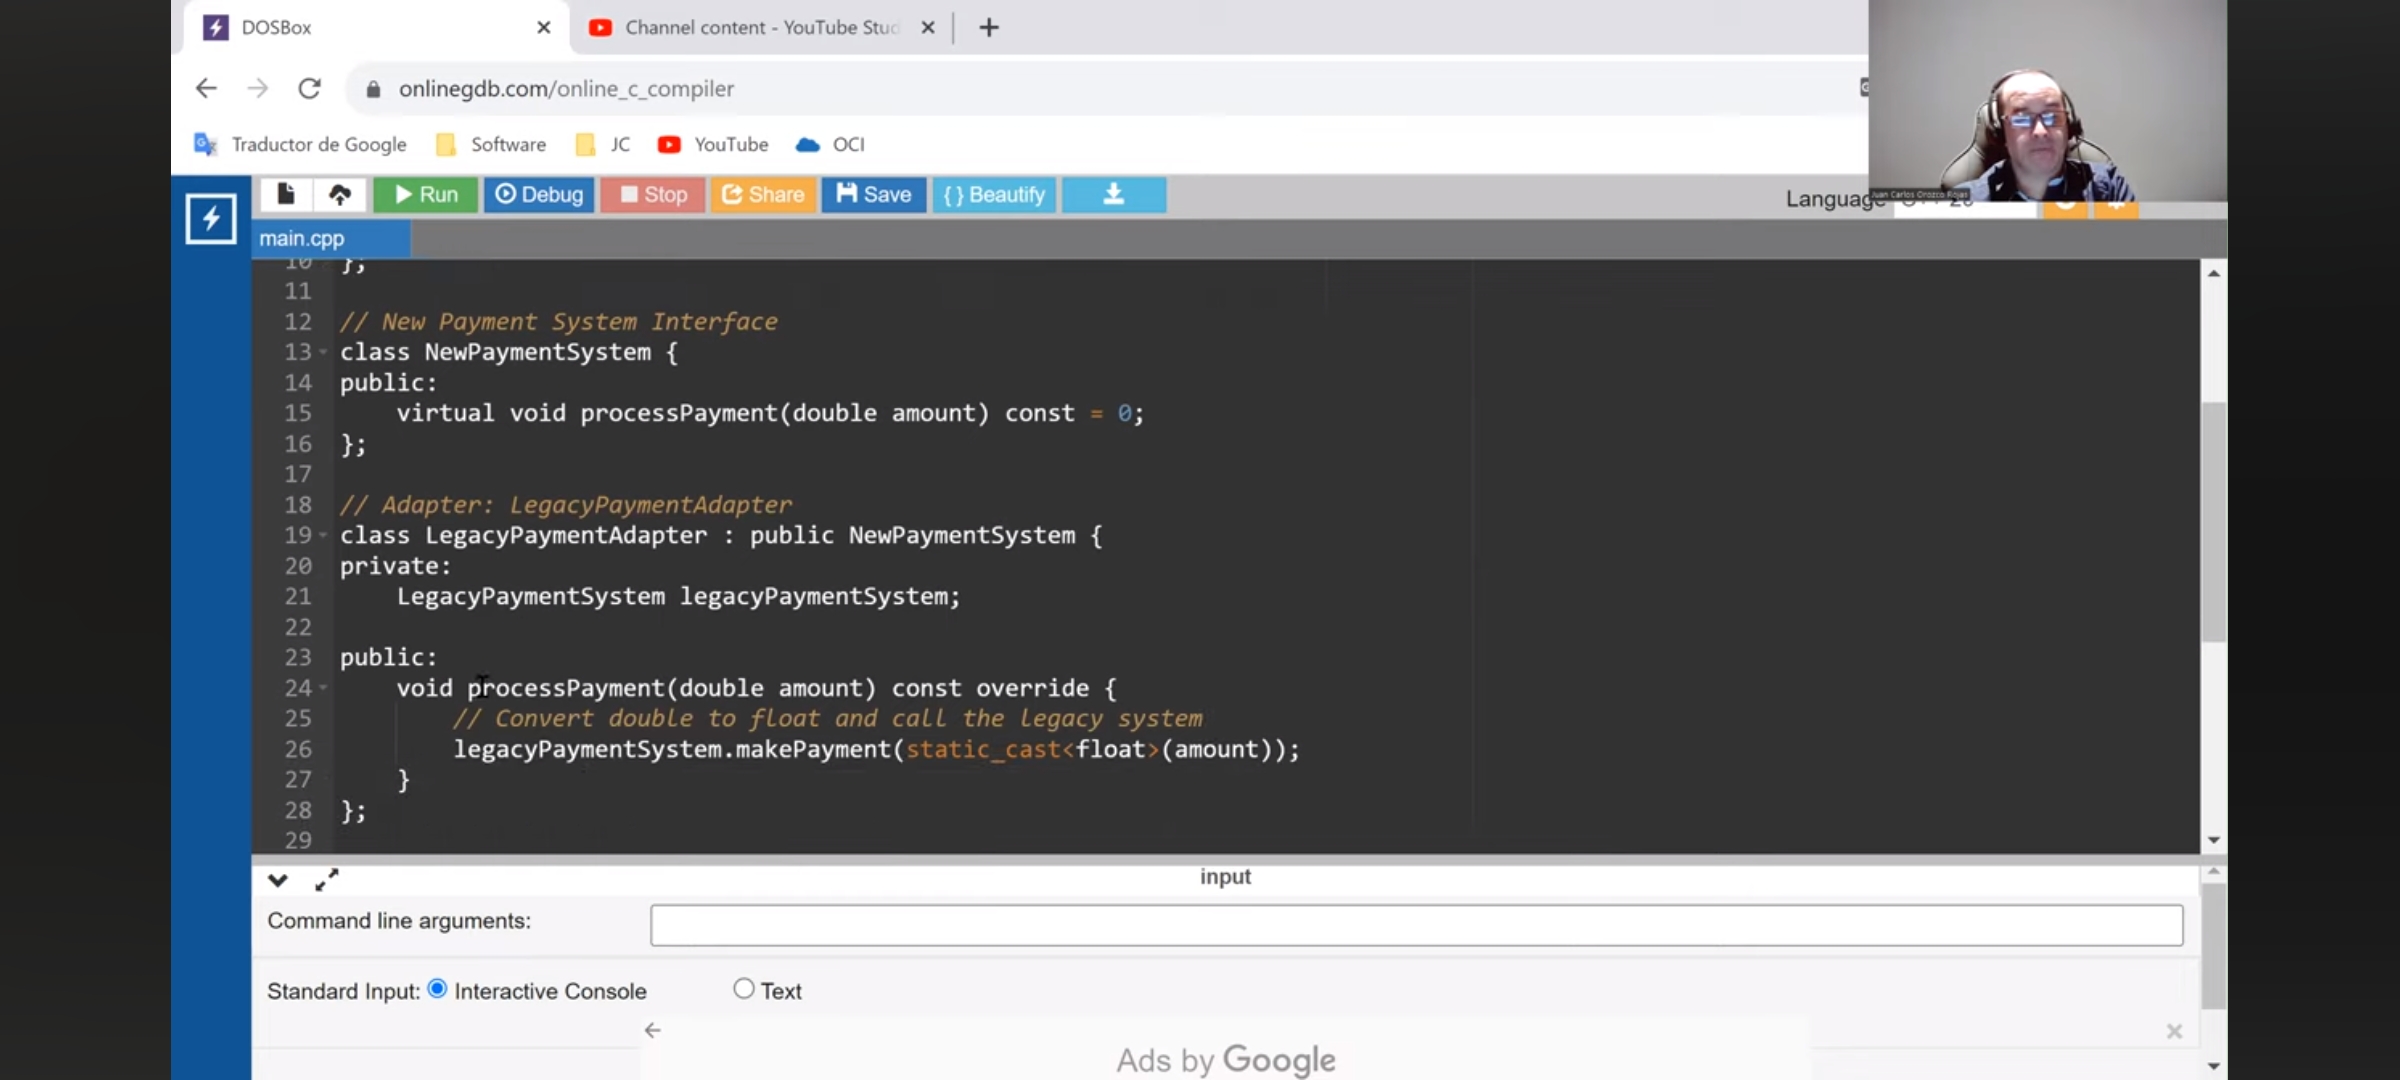 DOSBox
Channel content - YouTube Stud
onlinegdb.com/online_c_compiler
Traductor de Google
Software
JC
YouTube
OCI
Run
Debug
Stop
Share
Save
{ } Beautify
Language
Juan Carlos Orozco Rojas
main.cpp
10 };
11
12 // New Payment System Interface
13 class NewPaymentSystem {
14 public:
15     virtual void processPayment(double amount) const = 0;
16 };
17
18 // Adapter: LegacyPaymentAdapter
19 class LegacyPaymentAdapter : public NewPaymentSystem {
20 private:
21     LegacyPaymentSystem legacyPaymentSystem;
22
23 public:
24     void processPayment(double amount) const override {
25         // Convert double to float and call the legacy system
26         legacyPaymentSystem.makePayment(static_cast<float>(amount));
27     }
28 };
29
input
Command line arguments:
Standard Input: Interactive Console Text
Ads by Google